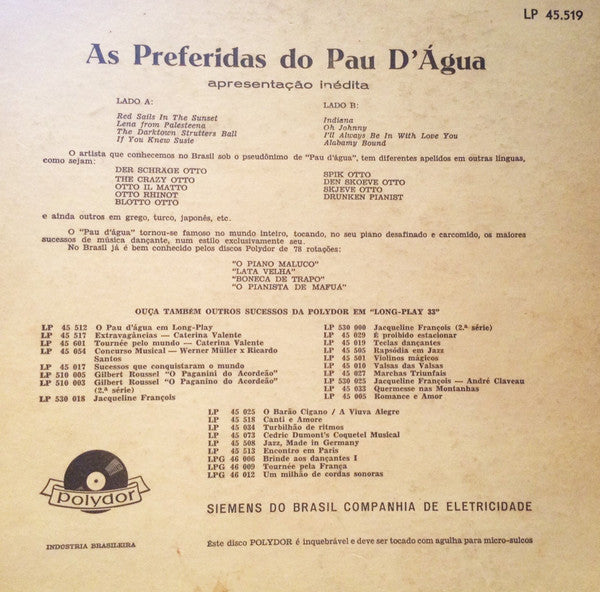 LP 45.519
As Preferidas do Pau D'Água
apresentação inédita
LADO A:
Red Sails In The Sunset
Lena from Palesteena
The Darktown Strutters Ball
If You Knew Susie
LADO B:
Indiena
Oh Johnny
I'll Always Be In With Love You
Alabamy Bound
O artista que conhecemos no Brasil sob o pseudônimo de "Pau d'água", tem diferentes apelidos em outras línguas,
como sejam:
DER SCHRÄGE OTTO
THE CRAZY OTTO
OTTO IL MATTO
OTTO RHINOT
BLOTTO OTTO
SPIK OTTO
DEN SKOEVE OTTO
SKJEVE OTTO
DRUNKEN PIANIST
e ainda outros em grego, turco, japonês, etc.
O "Pau d'água" tornou-se famoso no mundo inteiro, tocando, no seu piano desafinado e carcomido, os maiores
sucessos de música dançante, num estilo exclusivamente seu.
No Brasil já é bem conhecido pelos discos Polydor de 78 rotações:
"O PIANO MALUCO"
"LATA VELHA"
"BONECA DE TRAPO"
"O PIANISTA DE MAFUÁ"
OUÇA TAMBÉM OUTROS SUCESSOS DA POLYDOR EM "LONG-PLAY 33"
LP 45 512 O Pau d'água em Long-Play
LP 45 517 Extravagâncias — Caterina Valente
LP 45 601 Tournée pelo mundo — Caterina Valente
LP 45 054 Concurso Musical — Werner Müller x Ricardo
Santos
LP 45 017 Sucessos que conquistaram o mundo
LP 510 005 Gilbert Roussel "O Paganino do Acordeão"
LP 510 003 Gilbert Roussel "O Paganino do Acordeão"
(2.ª série)
LP 530 018 Jacqueline François
LP 530 000 Jacqueline François (2.ª série)
LP 45 029 É proibido estacionar
LP 45 019 Teclas dançantes
LP 45 505 Rapsódia em Jazz
LP 45 501 Violinos mágicos
LP 45 010 Valsas das Valsas
LP 45 027 Marchas Triunfais
LP 530 025 Jacqueline François — André Claveau
LP 45 033 Quermesse nas Montanhas
LP 45 005 Romance e Amor
LP 45 025 O Barão Cigano / A Viuva Alegre
LP 45 518 Canti e Amore
LP 45 034 Turbilhão de ritmos
LP 45 073 Cedric Dumont's Coquetel Musical
LP 45 508 Jazz, Made in Germany
LP 45 513 Encontro em Paris
LPG 46 006 Brinde aos dançantes I
LPG 46 009 Tournée pela França
LPG 46 012 Um milhão de cordas sonoras
polydor
SIEMENS DO BRASIL COMPANHIA DE ELETRICIDADE
INDÚSTRIA BRASILEIRA
Êste disco POLYDOR é inquebrável e deve ser tocado com agulha para micro-sulcos